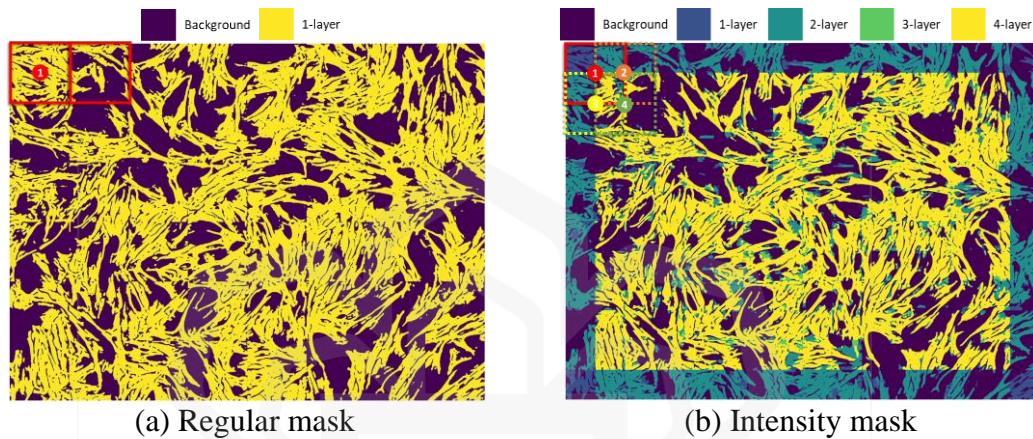 Background 1-layer
Background 1-layer 2-layer 3-layer 4-layer
1
1 2
3 4
(a) Regular mask (b) Intensity mask